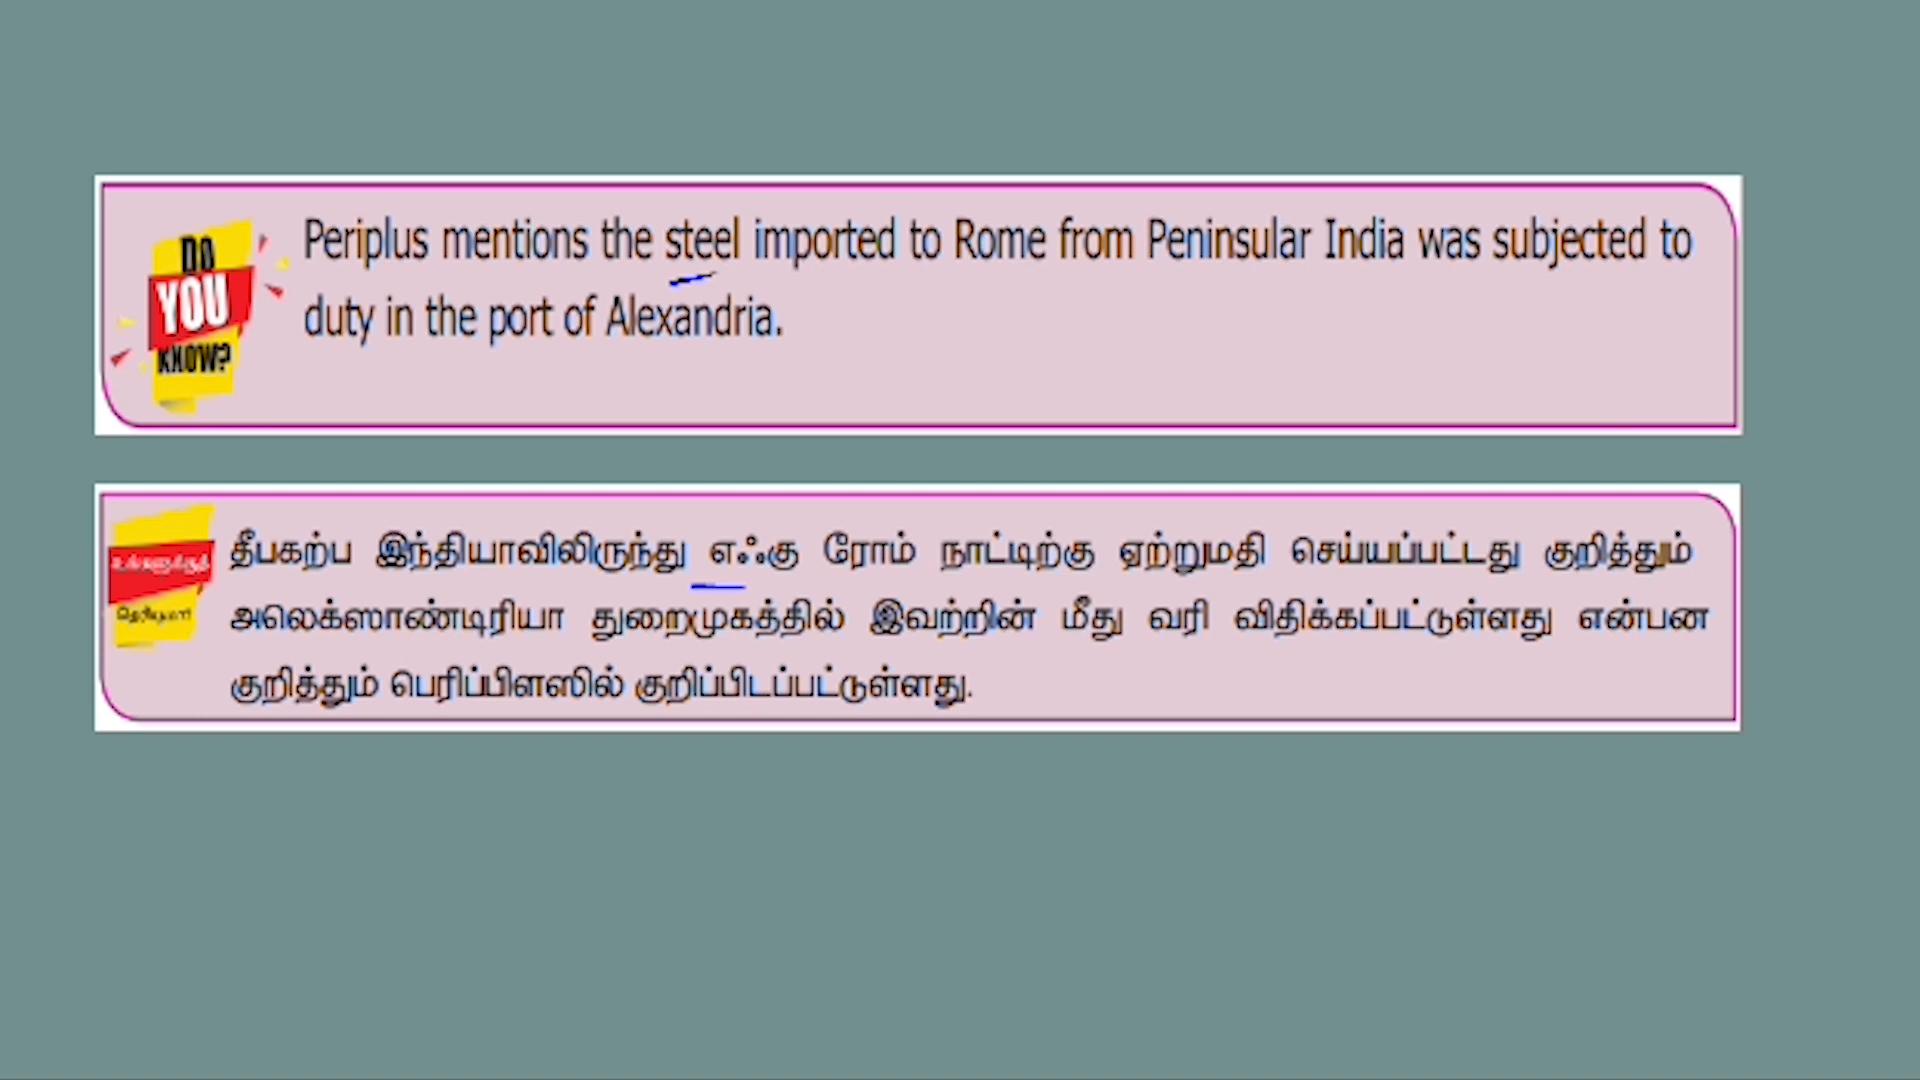 DO
YOU
KNOW?
Periplus mentions the steel imported to Rome from Peninsular India was subjected to
duty in the port of Alexandria.
உங்களுக்குத்
தெரியுமா?
தீபகற்ப இந்தியாவிலிருந்து எஃகு ரோம் நாட்டிற்கு ஏற்றுமதி செய்யப்பட்டது குறித்தும்
அலெக்ஸாண்டிரியா துறைமுகத்தில் இவற்றின் மீது வரி விதிக்கப்பட்டுள்ளது என்பன
குறித்தும் பெரிப்பிளஸில் குறிப்பிடப்பட்டுள்ளது.